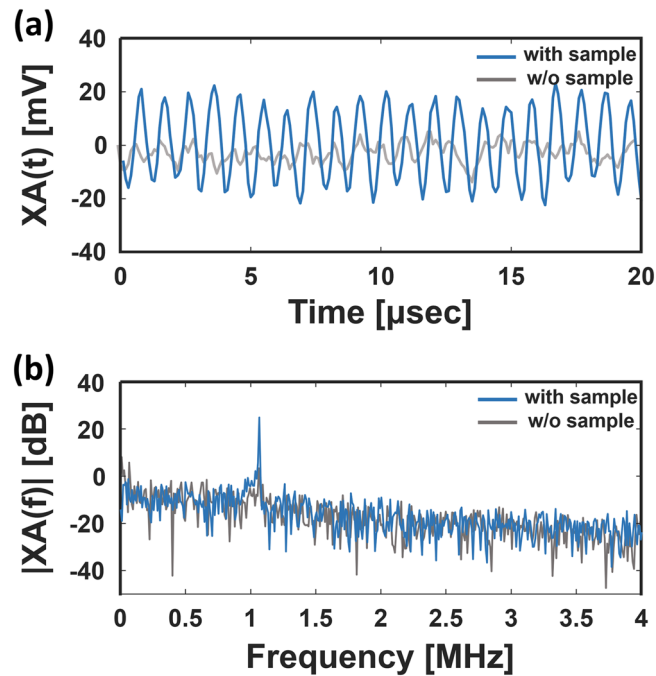 (a)
XA(t) [mV]
40
20
0
-20
-40
with sample
w/o sample
0 5 10 15 20
Time [µsec]
(b)
|XA(f)| [dB]
40
20
0
-20
-40
with sample
w/o sample
0 0.5 1 1.5 2 2.5 3 3.5 4
Frequency [MHz]